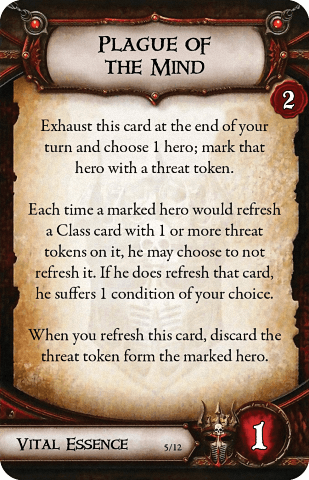 Plague of
the Mind
2
Exhaust this card at the end of your
turn and choose 1 hero; mark that
hero with a threat token.
Each time a marked hero would refresh
a Class card with 1 or more threat
tokens on it, he may choose to not
refresh it. If he does refresh that card,
he suffers 1 condition of your choice.
When you refresh this card, discard the
threat token form the marked hero.
Vital Essence
5/12
1